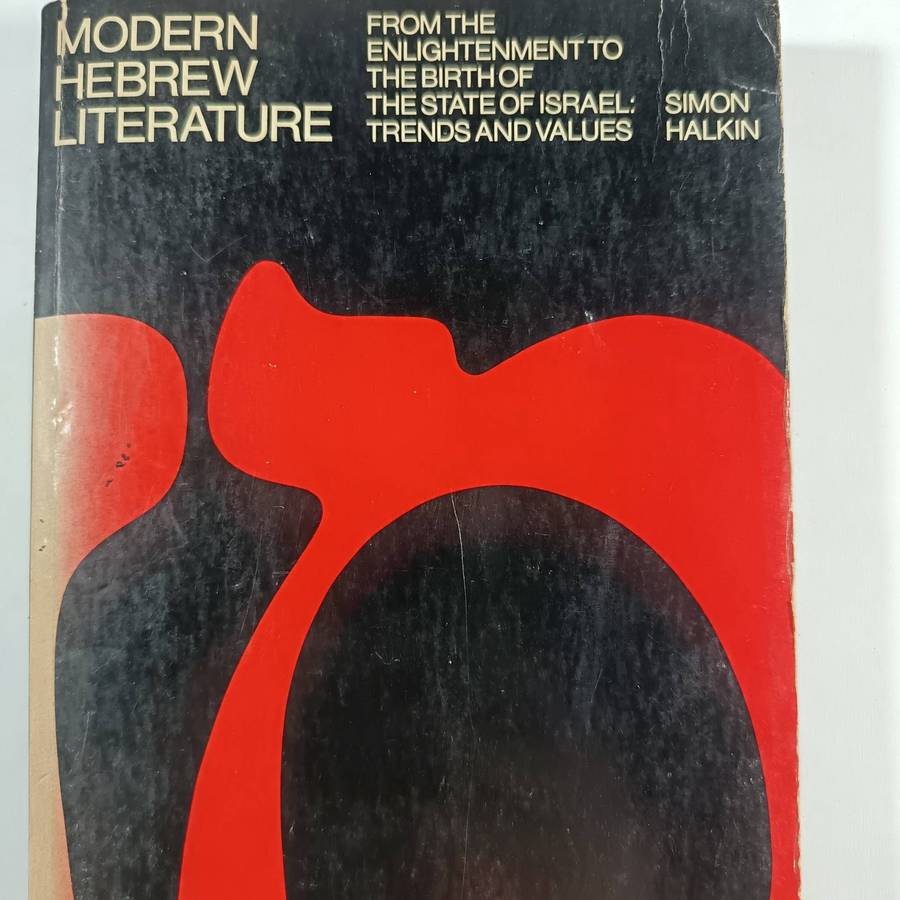 MODERN
HEBREW
LITERATURE
FROM THE
ENLIGHTENMENT TO
THE BIRTH OF
THE STATE OF ISRAEL:
TRENDS AND VALUES
SIMON
HALKIN